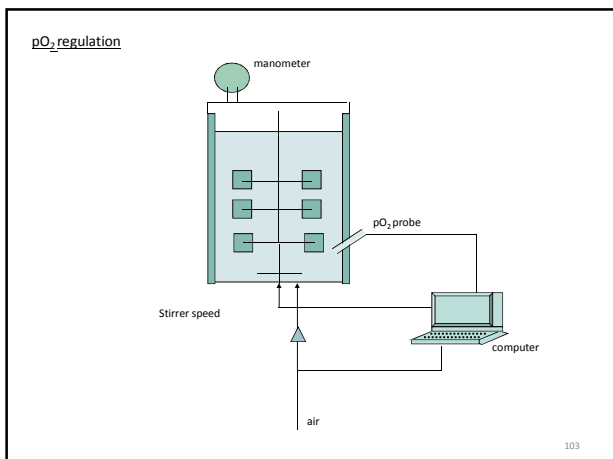 pO2 regulation
manometer
pO2 probe
Stirrer speed
computer
air
103